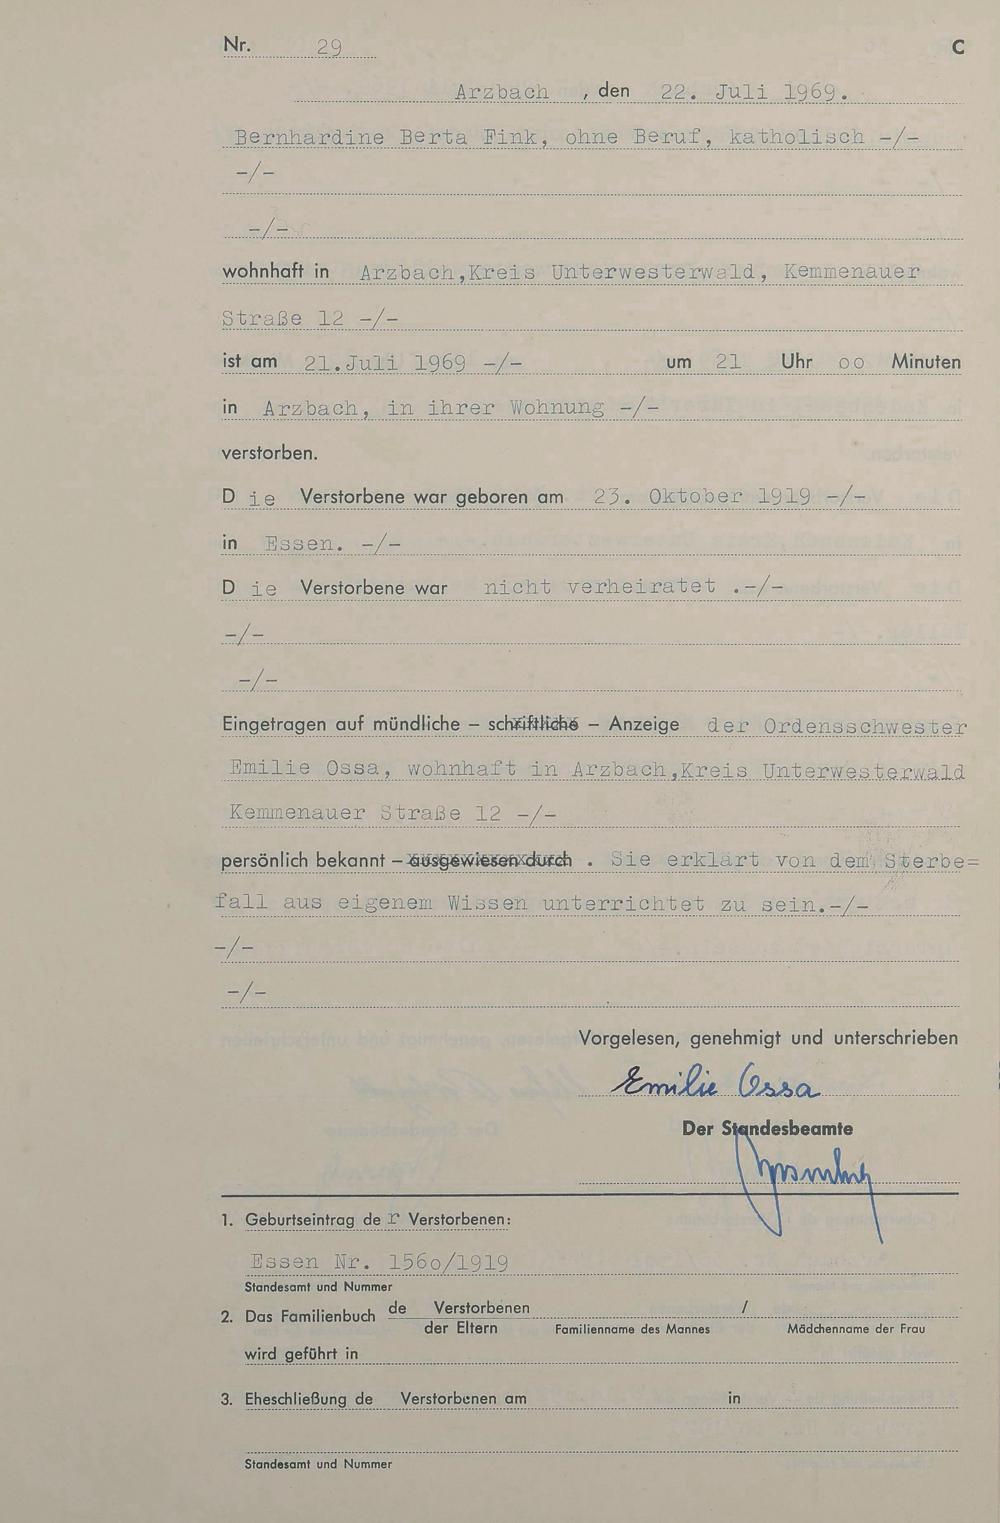 Nr. 29 C
Arzbach , den 22. Juli 1969.
Bernhardine Berta Fink, ohne Beruf, katholisch -/-
-/-
-/-
wohnhaft in Arzbach,Kreis Unterwesterwald, Kemmenauer
Straße 12 -/-
ist am 21.Juli 1969 -/- um 21 Uhr oo Minuten
in Arzbach, in ihrer Wohnung -/-
verstorben.
D ie Verstorbene war geboren am 23. Oktober 1919 -/-
in Essen. -/-
D ie Verstorbene war nicht verheiratet .-/-
-/-
-/-
Eingetragen auf mündliche – schriftliche – Anzeige der Ordensschwester
Emilie Ossa, wohnhaft in Arzbach,Kreis Unterwesterwald
Kemmenauer Straße 12 -/-
persönlich bekannt – ausgewiesen durch . Sie erklärt von dem Sterbe=
fall aus eigenem Wissen unterrichtet zu sein.-/-
-/-
-/-
Vorgelesen, genehmigt und unterschrieben
Emilie Ossa
Der Standesbeamte
1. Geburtseintrag de r Verstorbenen:
Essen Nr. 156o/1919
Standesamt und Nummer
2. Das Familienbuch de Verstorbenen /
der Eltern Familienname des Mannes Mädchenname der Frau
wird geführt in
3. Eheschließung de Verstorbenen am in
Standesamt und Nummer